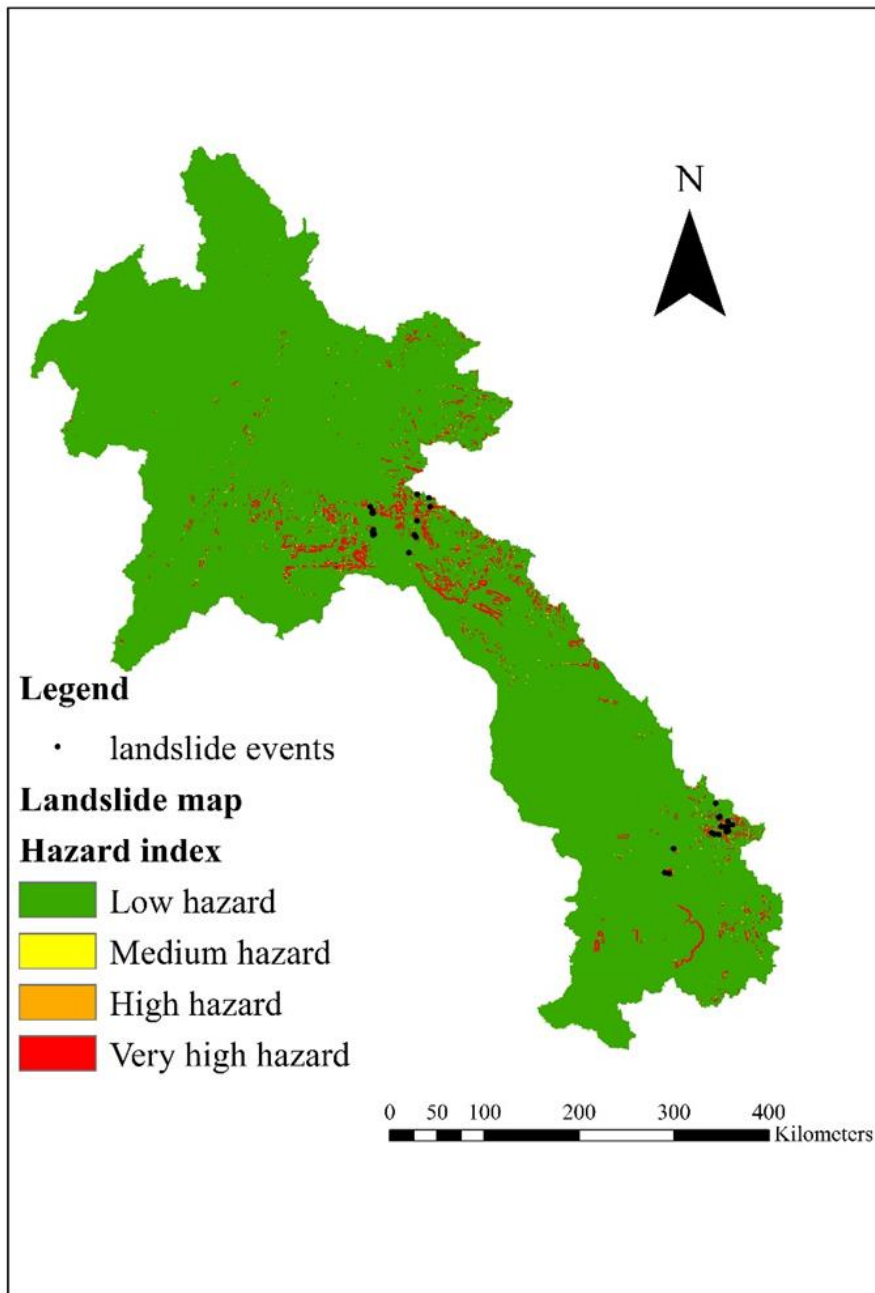 N
Legend
landslide events
Landslide map
Hazard index
Low hazard
Medium hazard
High hazard
Very high hazard
0 50 100 200 300 400
Kilometers